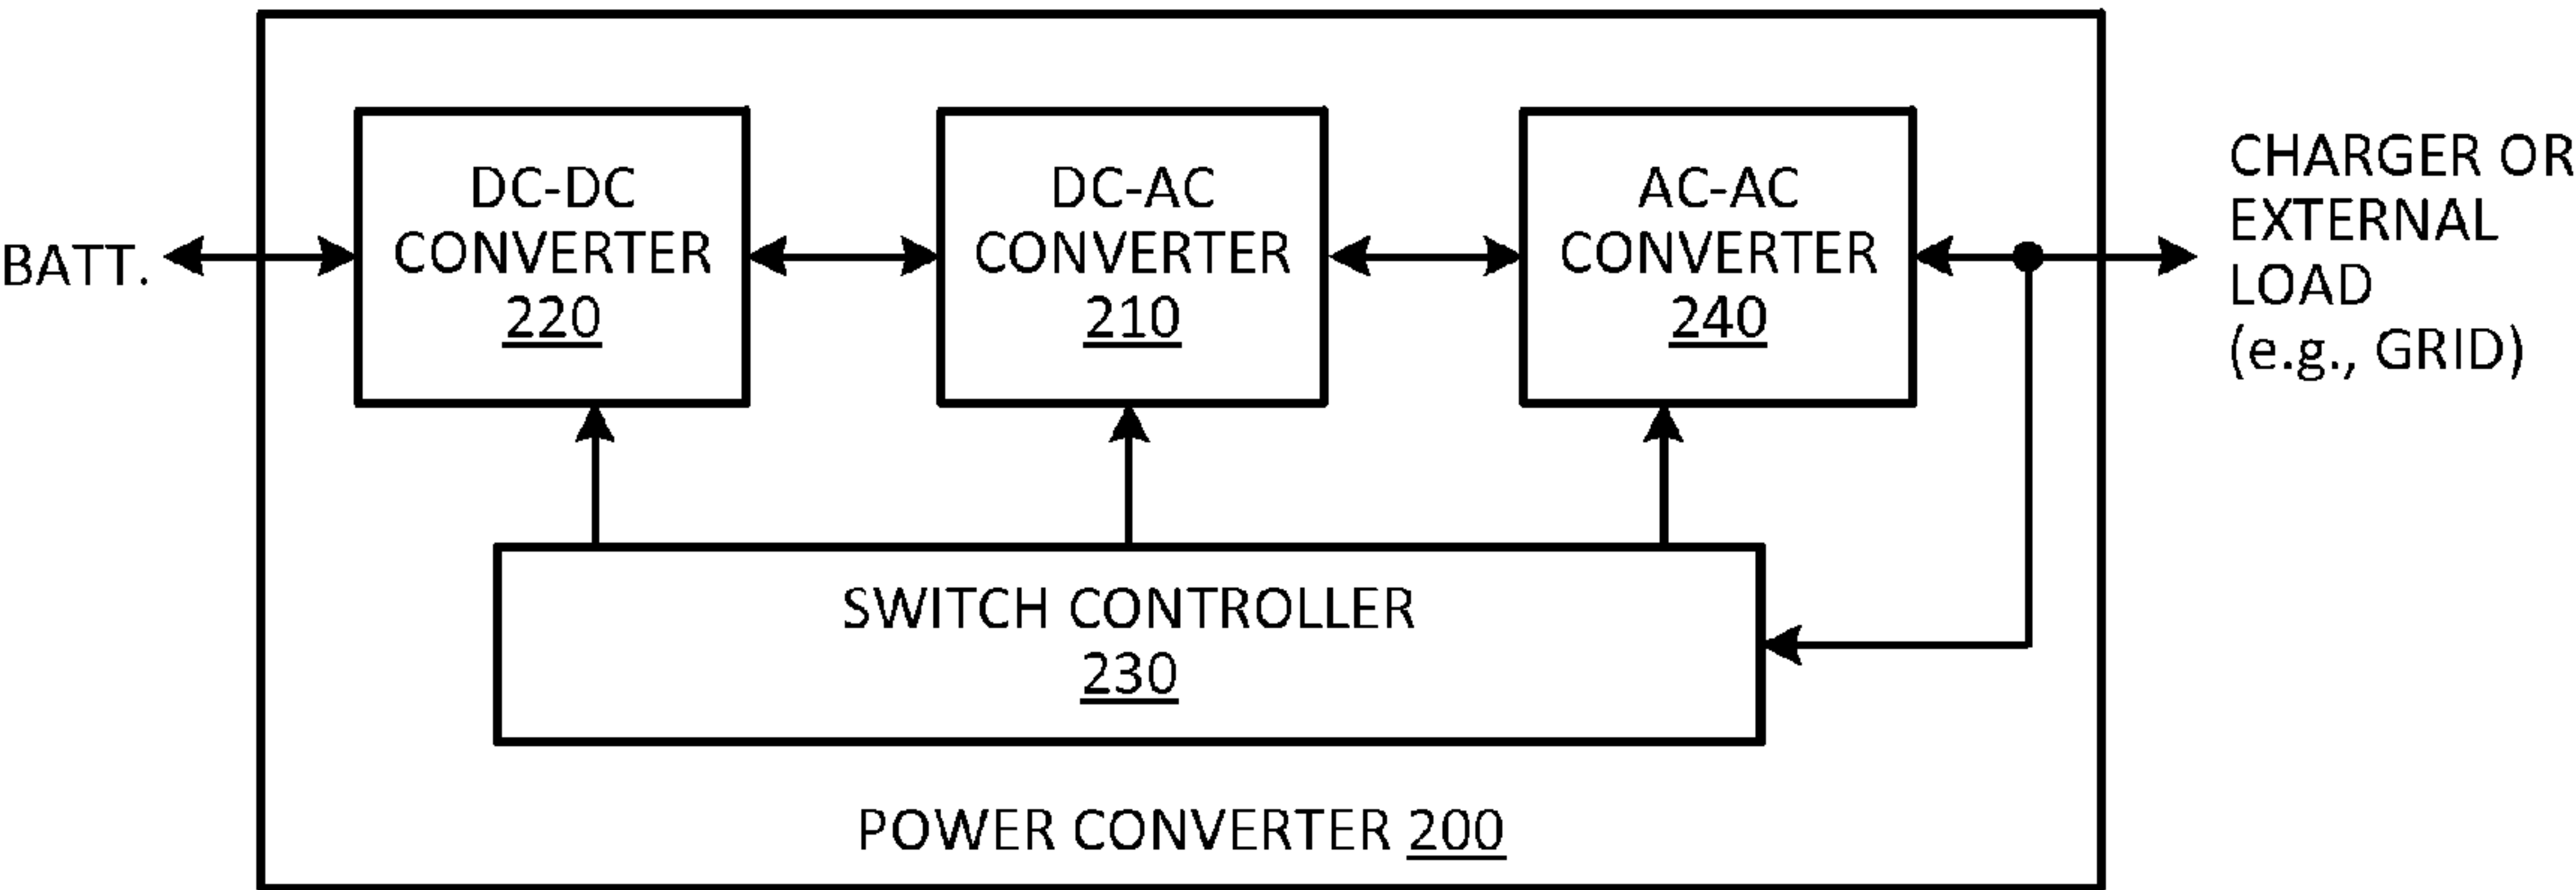 BATT.
DC-DC
CONVERTER
220
DC-AC
CONVERTER
210
AC-AC
CONVERTER
240
CHARGER OR
EXTERNAL
LOAD
(e.g., GRID)
SWITCH CONTROLLER
230
POWER CONVERTER 200